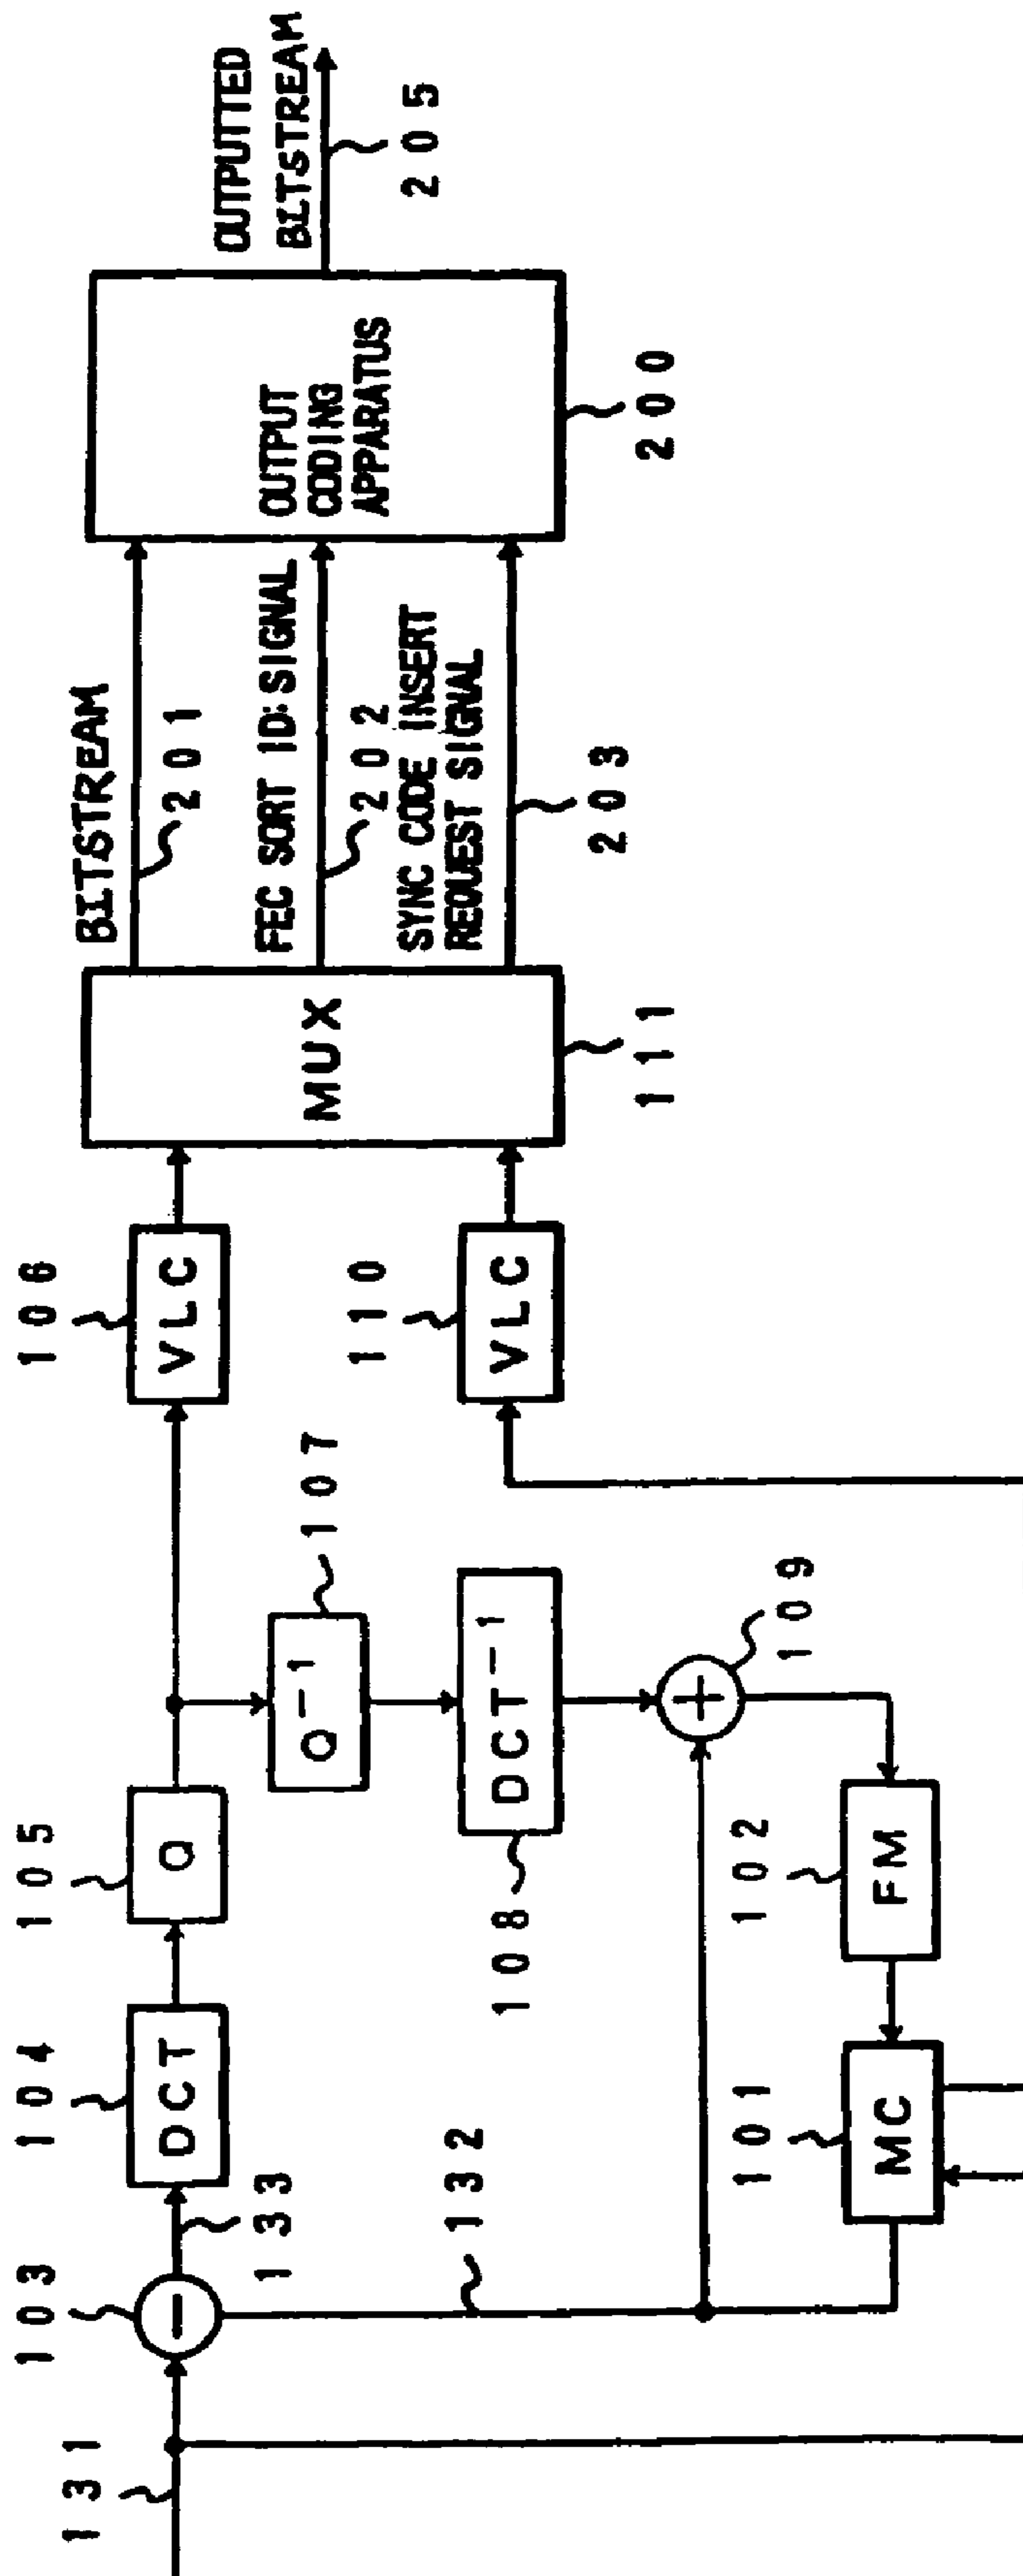 131
103
133
104
DCT
105
Q
132
106
VLC
107
Q⁻¹
108
DCT⁻¹
109
102
FM
101
MC
110
VLC
MUX
111
BITSTREAM
201
FEC SORT ID:SIGNAL
202
SYNC CODE INSERT
REQUEST SIGNAL
203
OUTPUT
CODING
APPARATUS
200
OUTPUTTED
BITSTREAM
205